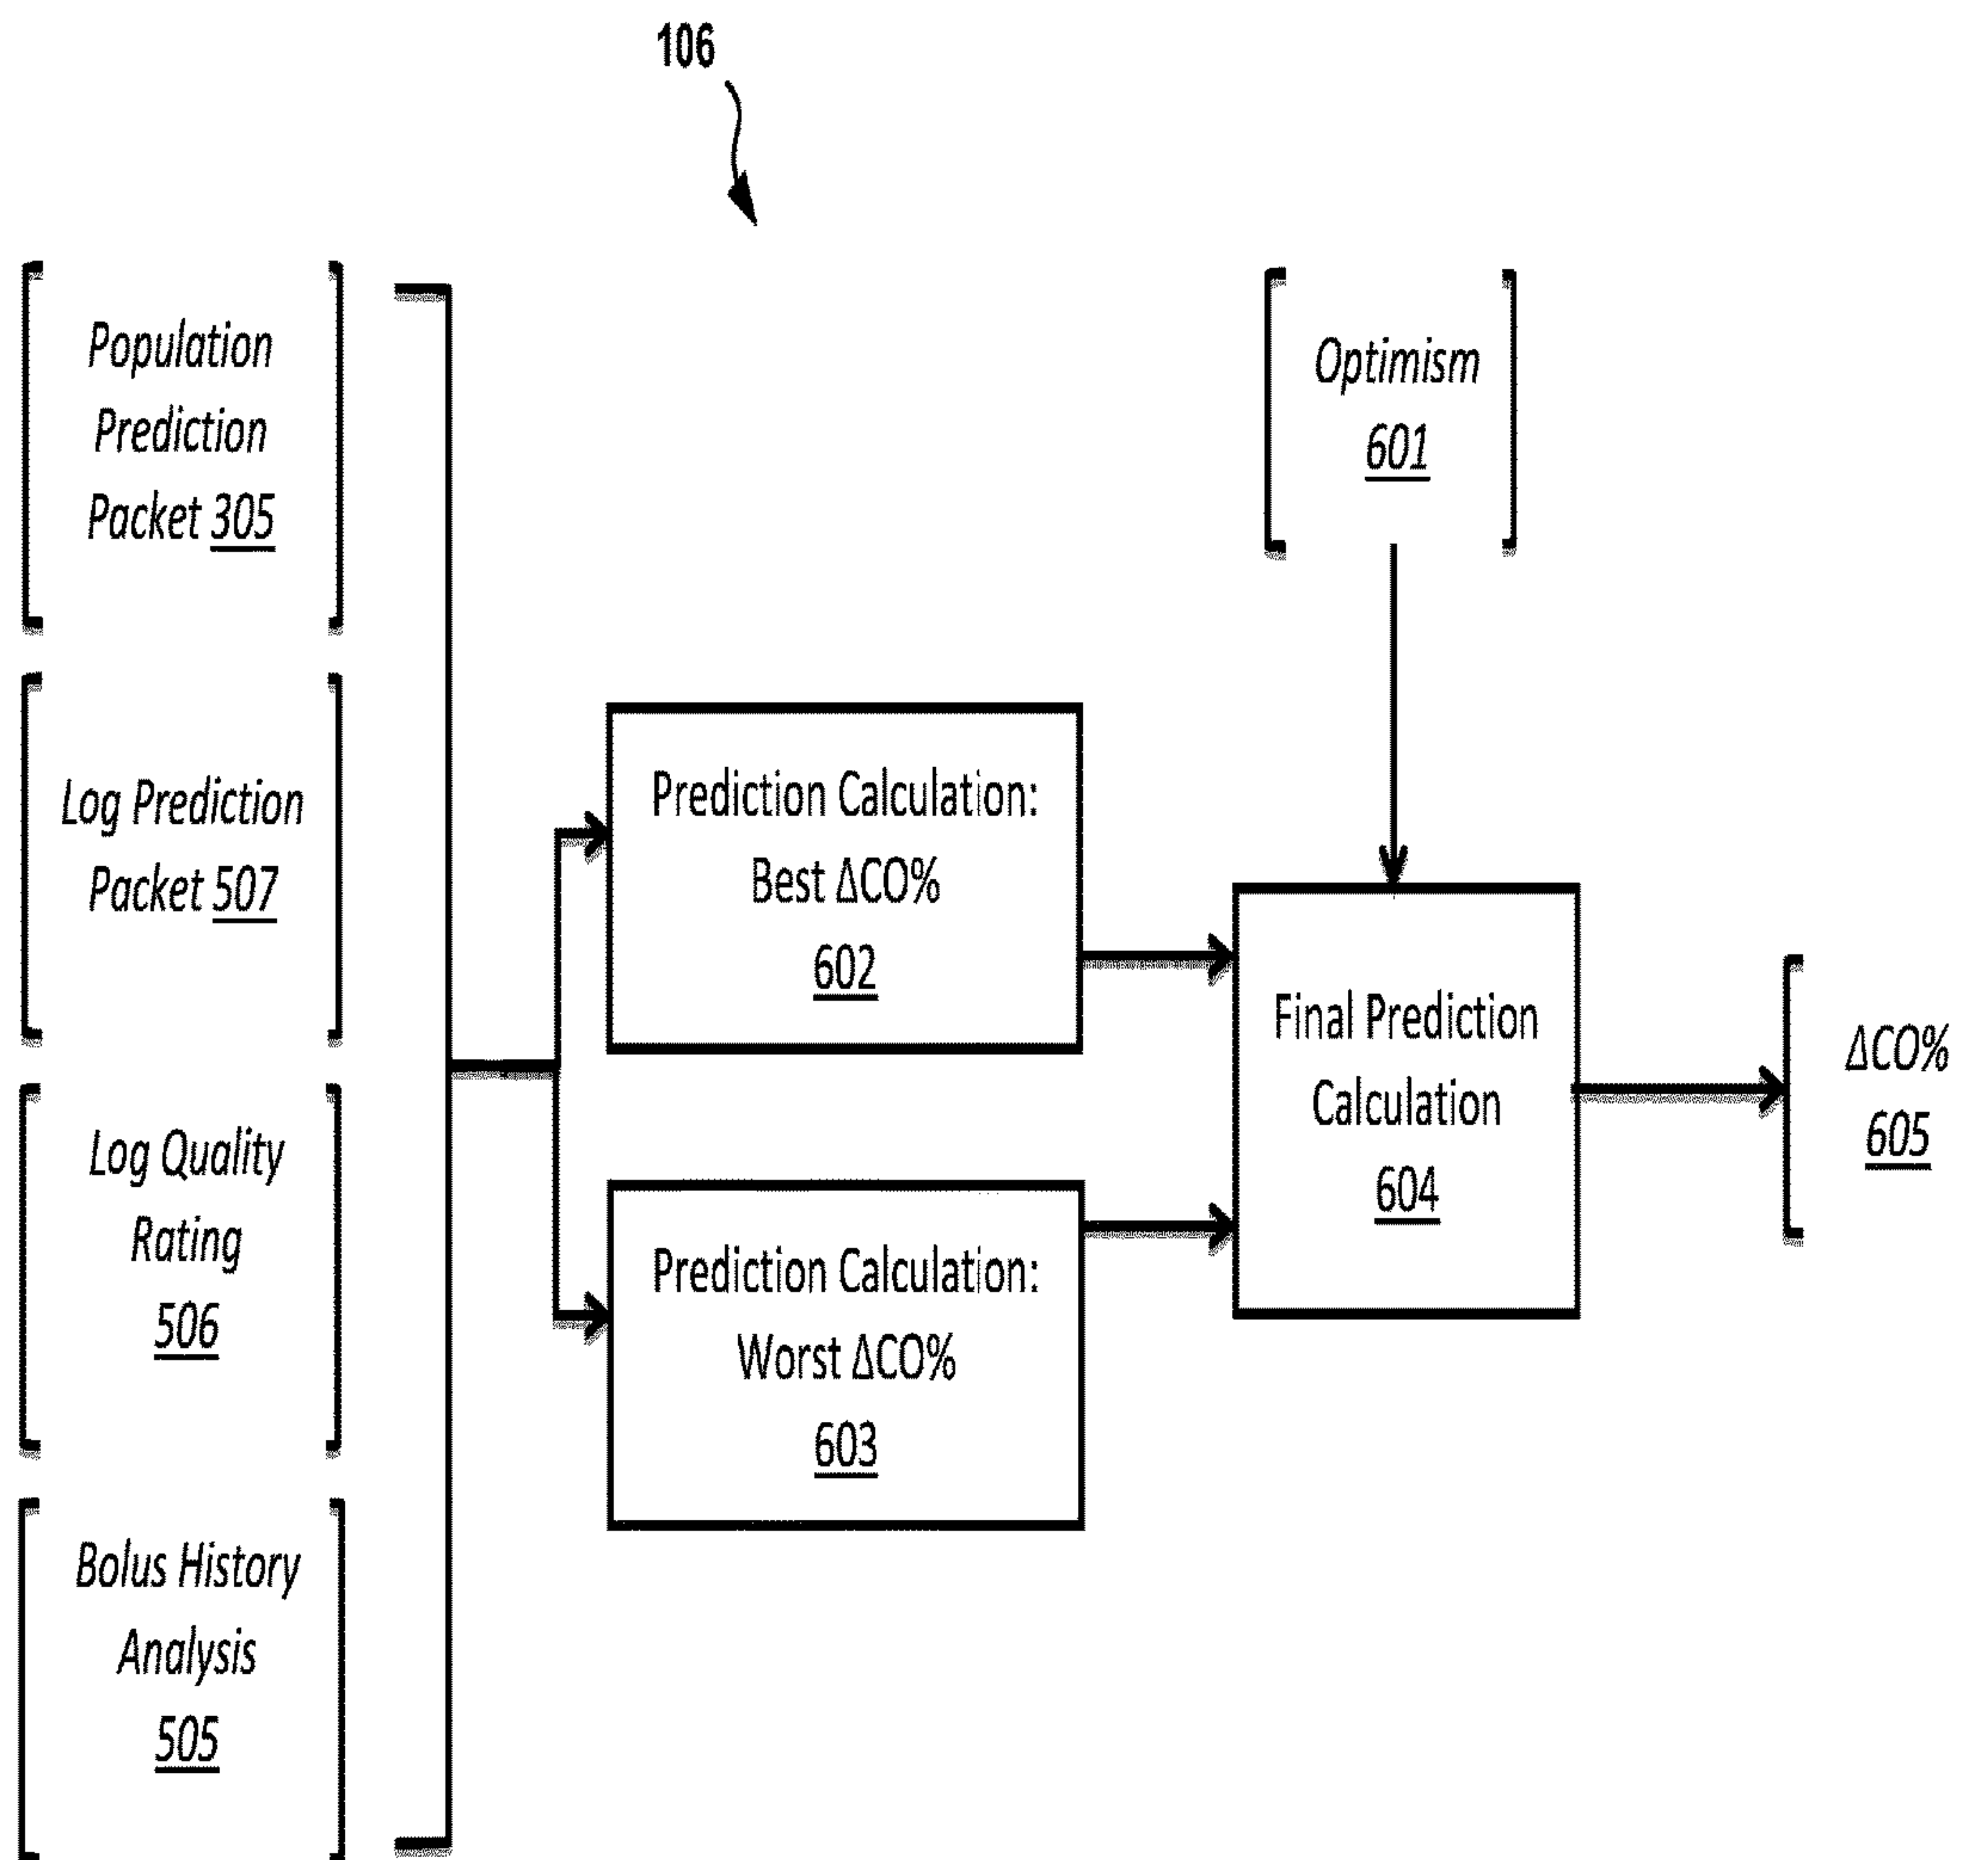 106
Population
Prediction
Packet 305
Log Prediction
Packet 507
Log Quality
Rating
506
Bolus History
Analysis
505
Prediction Calculation:
Best ΔCO%
602
Prediction Calculation:
Worst ΔCO%
603
Optimism
601
Final Prediction
Calculation
604
ΔCO%
605